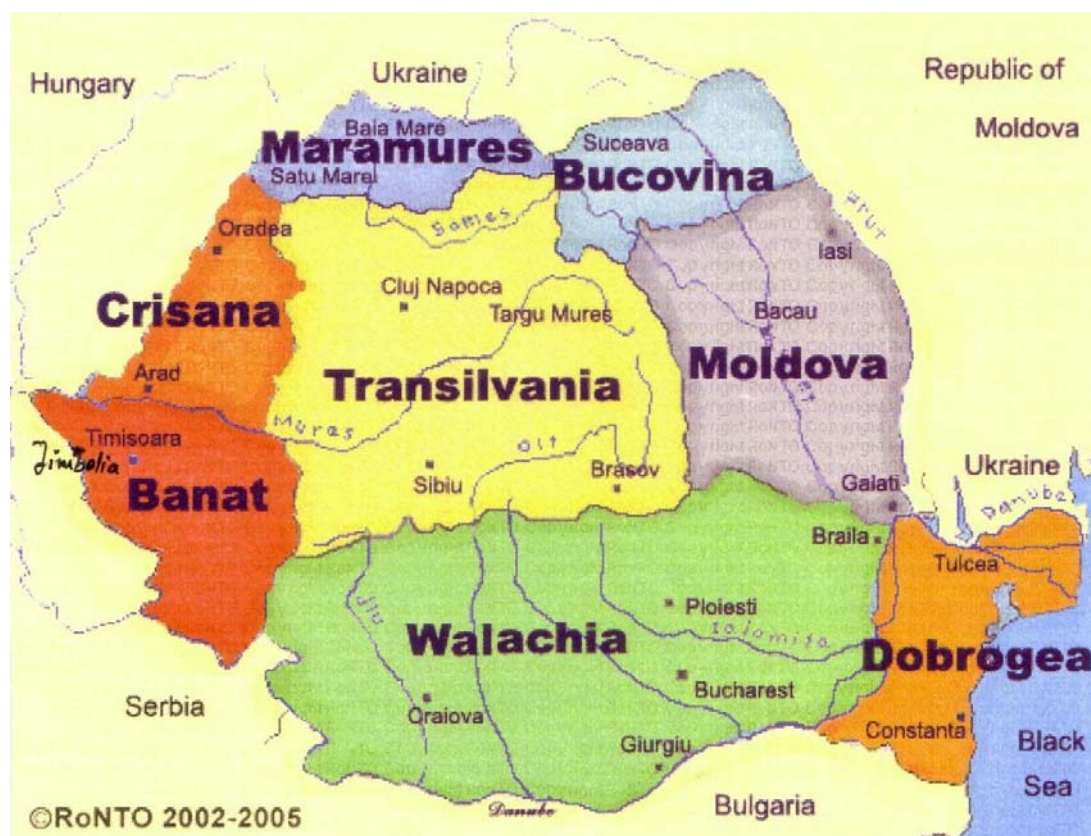 Hungary
Ukraine
Republic of
Moldova
Baia Mare
Maramures
Satu Marel
Suceava
Bucovina
Somes
Prut
Oradea
Iasi
Cluj Napoca
Targu Mures
Crisana
Bacau
Moldova
Transilvania
Arad
Mures
Timisoara
Jimbolia
Banat
Olt
Sibiu
Brasov
Galati
Ukraine
Danube
Braila
Tulcea
Jiu
Ploiesti
Ialomita
Walachia
Dobrogea
Bucharest
Serbia
Craiova
Constanta
Black
Sea
Giurgiu
Danube
Bulgaria
©RoNTO 2002-2005